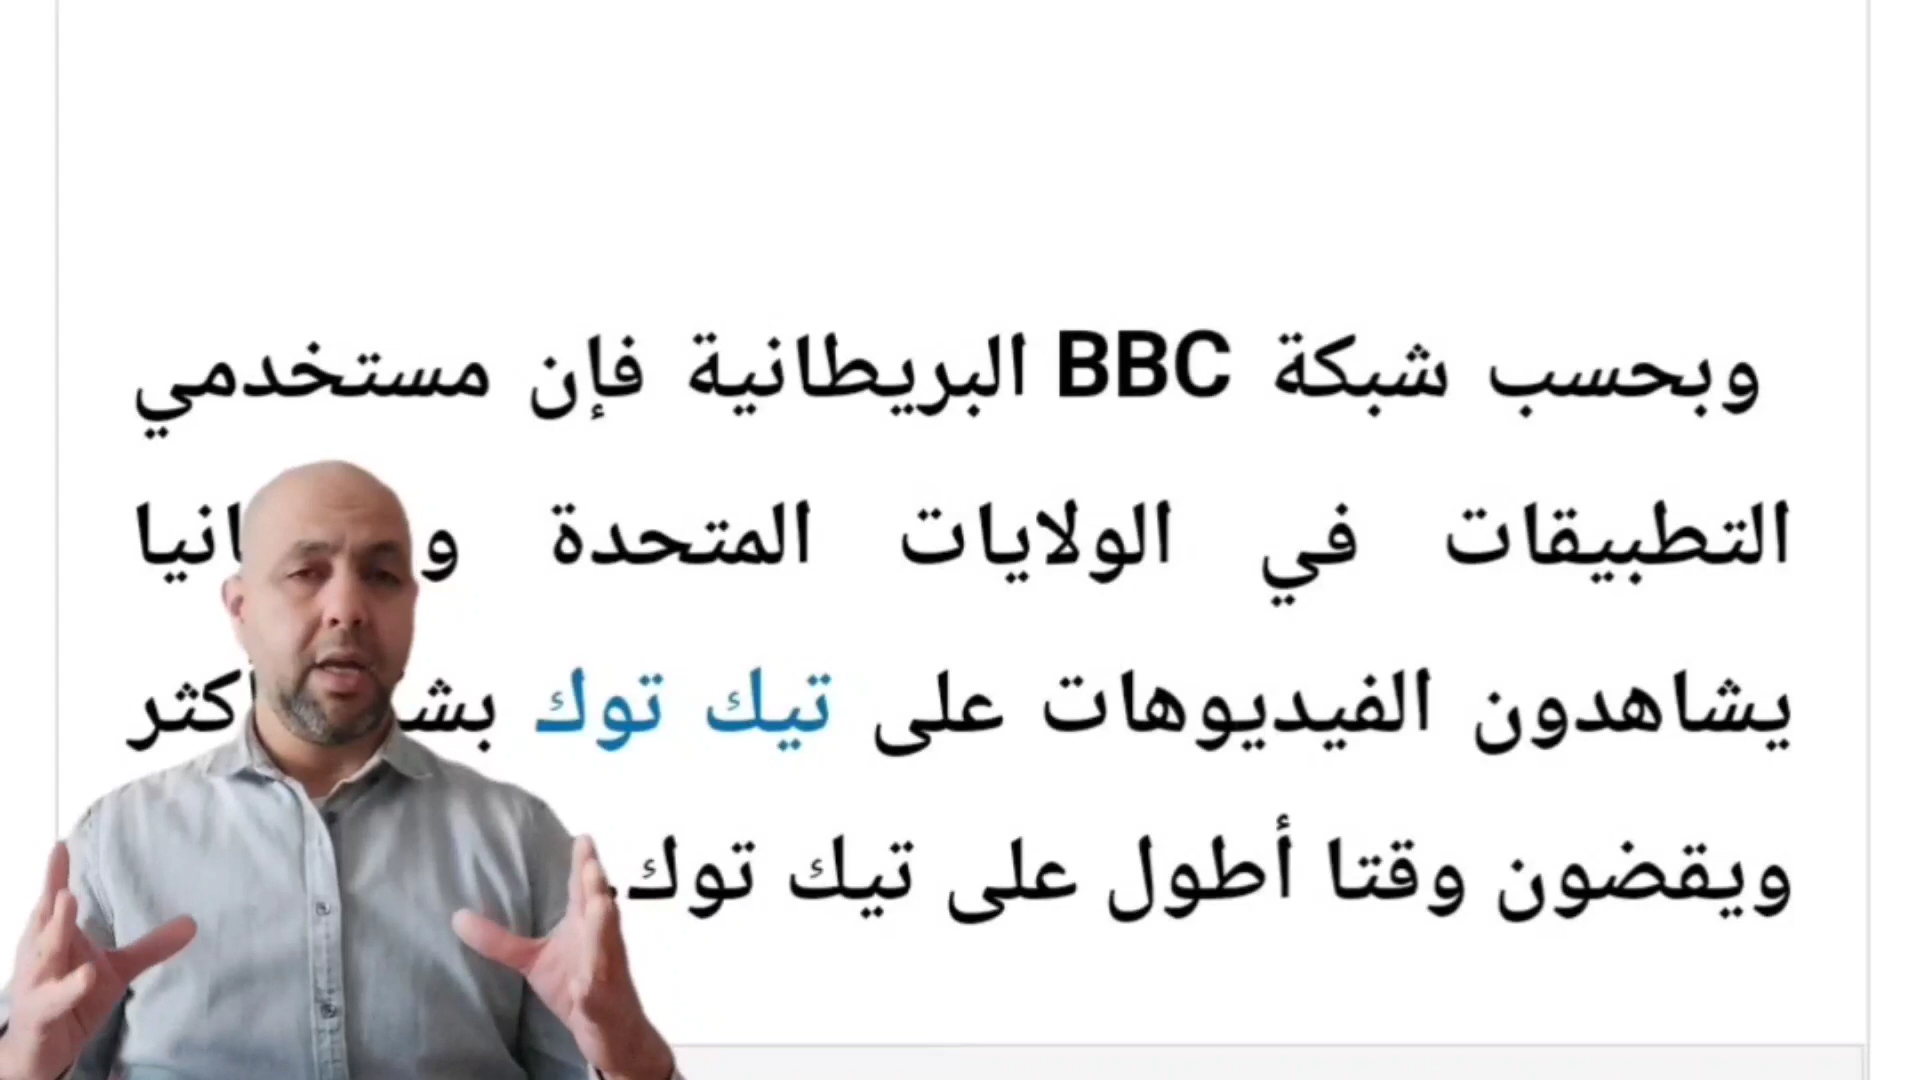 وبحسب شبكة BBC البريطانية فإن مستخدمي
التطبيقات في الولايات المتحدة
يشاهدون الفيديوهات على تيك توك
ويقضون وقتا أطول على تيك توك.